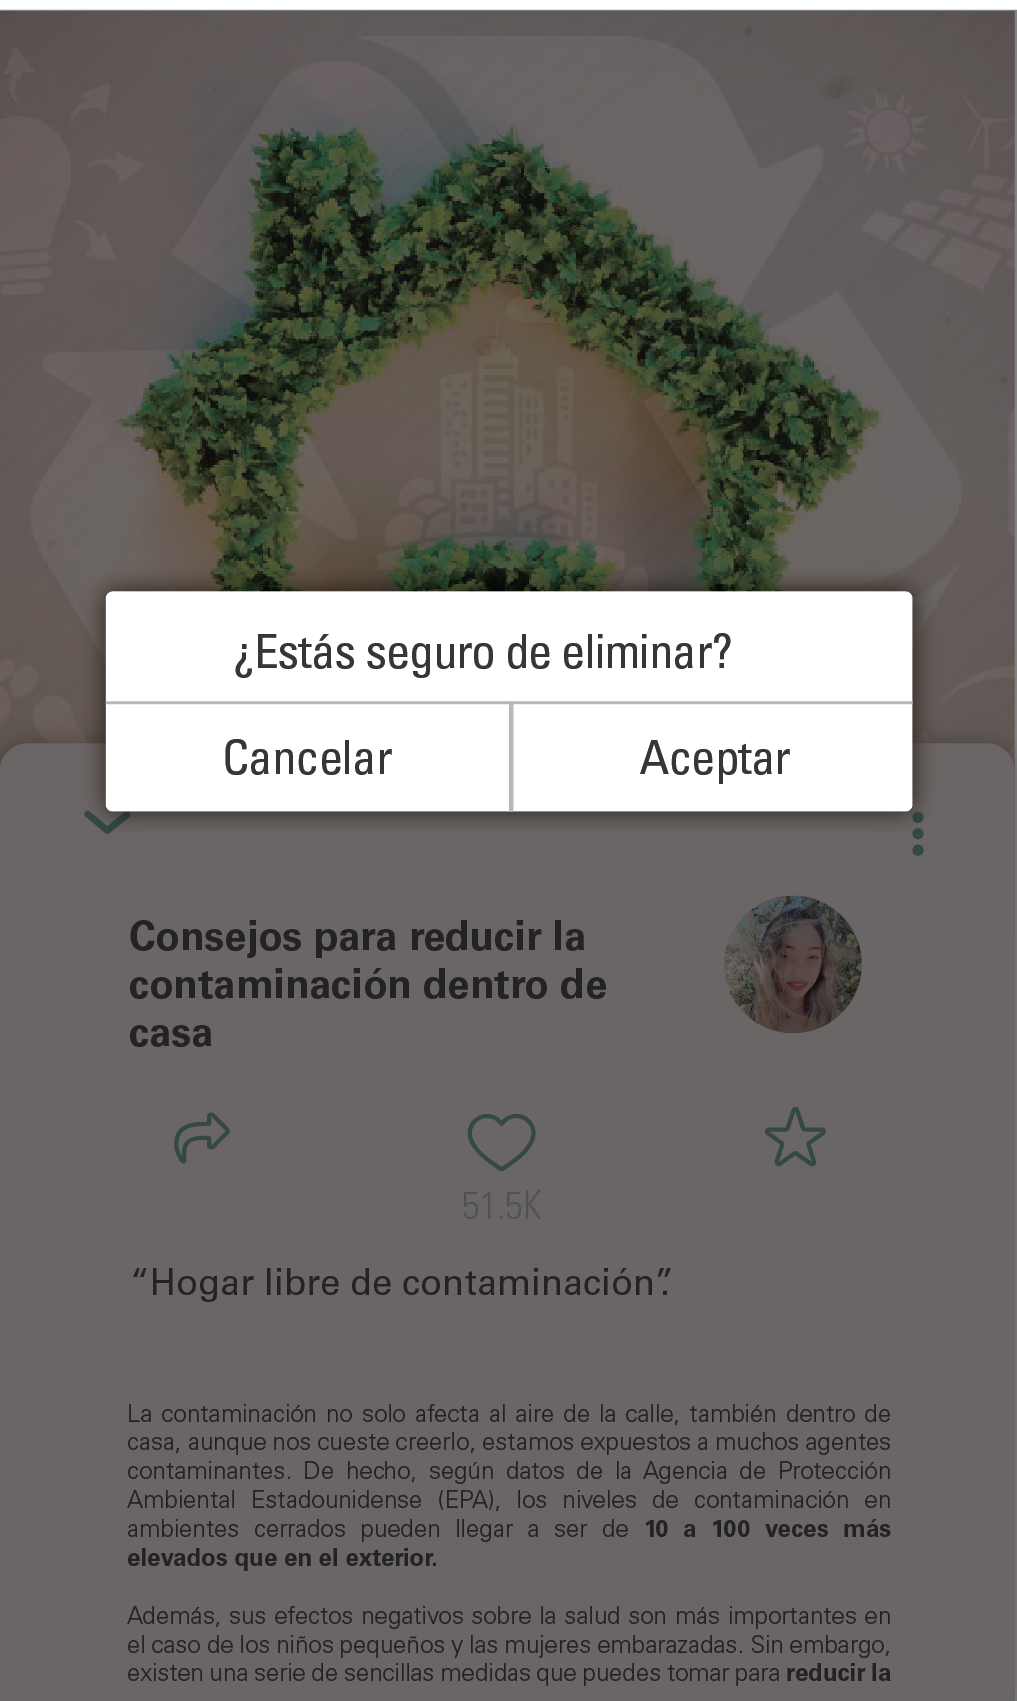 ¿Estás seguro de eliminar?
Cancelar
Aceptar
Consejos para reducir la
contaminación dentro de
casa
51.5K
“Hogar libre de contaminación”.
La contaminación no solo afecta al aire de la calle, también dentro de
casa, aunque nos cueste creerlo, estamos expuestos a muchos agentes
contaminantes. De hecho, según datos de la Agencia de Protección
Ambiental Estadounidense (EPA), los niveles de contaminación en
ambientes cerrados pueden llegar a ser de 10 a 100 veces más
elevados que en el exterior.
Además, sus efectos negativos sobre la salud son más importantes en
el caso de los niños pequeños y las mujeres embarazadas. Sin embargo,
existen una serie de sencillas medidas que puedes tomar para reducir la